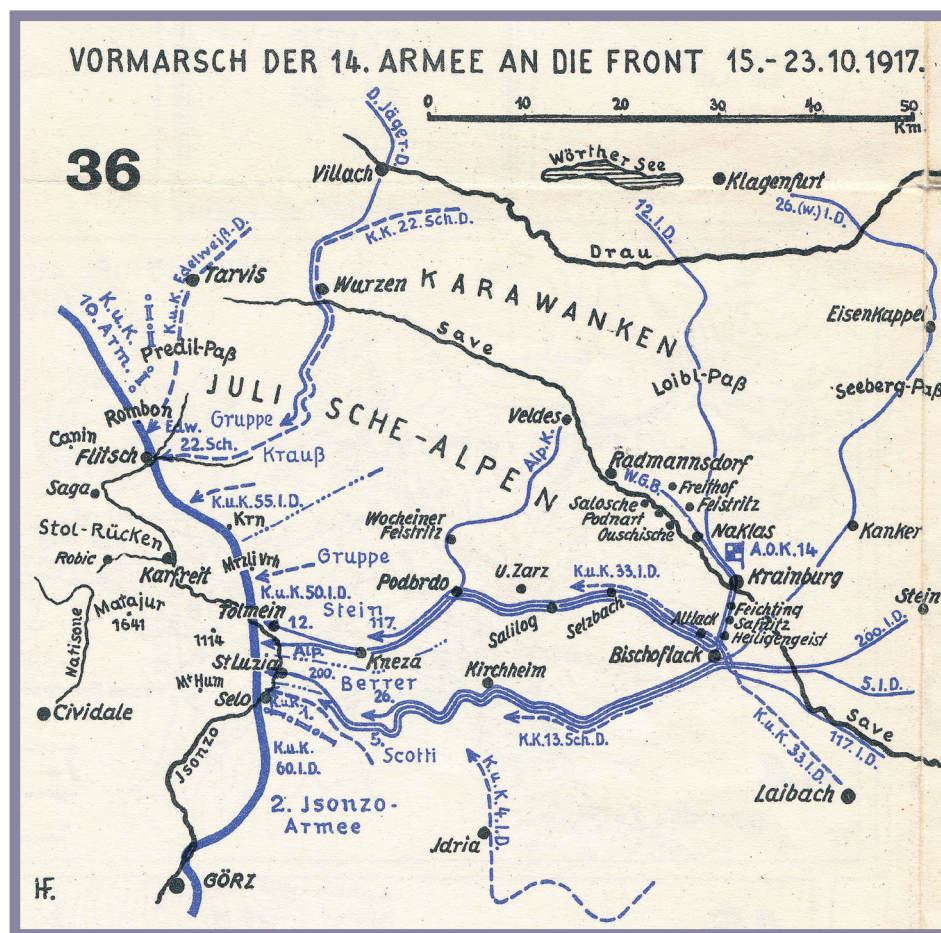 VORMARSCH DER 14. ARMEE AN DIE FRONT 15.-23.10.1917.
36
0 10 20 30 40 50
Km.
D. Jäger-D.
Villach
Wörther See
Klagenfurt
26.(w.) I.D.
12. I.D.
K.K. 22. Sch.D.
K.u.K. Edelweiß-D.
Drau
Tarvis
Wurzen
KARAWANKEN
K.u.K.
10. Arm.
Save
Eisenkappel
Predil-Paß
JULISCHE-ALPEN
Loibl-Paß
Seeberg-Paß
Rombon
Gruppe
Veldes
Edw.
22. Sch.
Canin
Flitsch
Krauß
Alp.K.
Radmannsdorf
W.G.B.
Freithof
Saga
K.u.K. 55. I.D.
Salosche
Feistritz
Podnart
Krn
Wocheiner
Feistritz
Ouschische
Naklas
Kanker
Stol-Rücken
A.O.K. 14
Robic
Karfreit
Mrzli Vrh
Gruppe
U. Zarz
K.u.K. 33. I.D.
Krainburg
K.u.K. 50. I.D.
Podbrdo
Feichting
Stein
Matajur
1641
Tolmein
12.
Stein
117.
Salilog
Selzbach
Altlack
Safnitz
Heiligengeist
200. I.D.
Natisone
1114
Alp.
Kneza
Bischoflack
St Luzia
200.
Berrer
Kirchheim
5. I.D.
Mt Hum
26.
Selo
K.u.K. 1.
Cividale
5.
Scotti
K.K. 13. Sch.D.
K.u.K. 33. I.D.
117. I.D.
Save
Jsonzo
K.u.K.
60. I.D.
K.u.K. 4. I.D.
Laibach
2. Jsonzo-
Armee
Jdria
GÖRZ
HF.